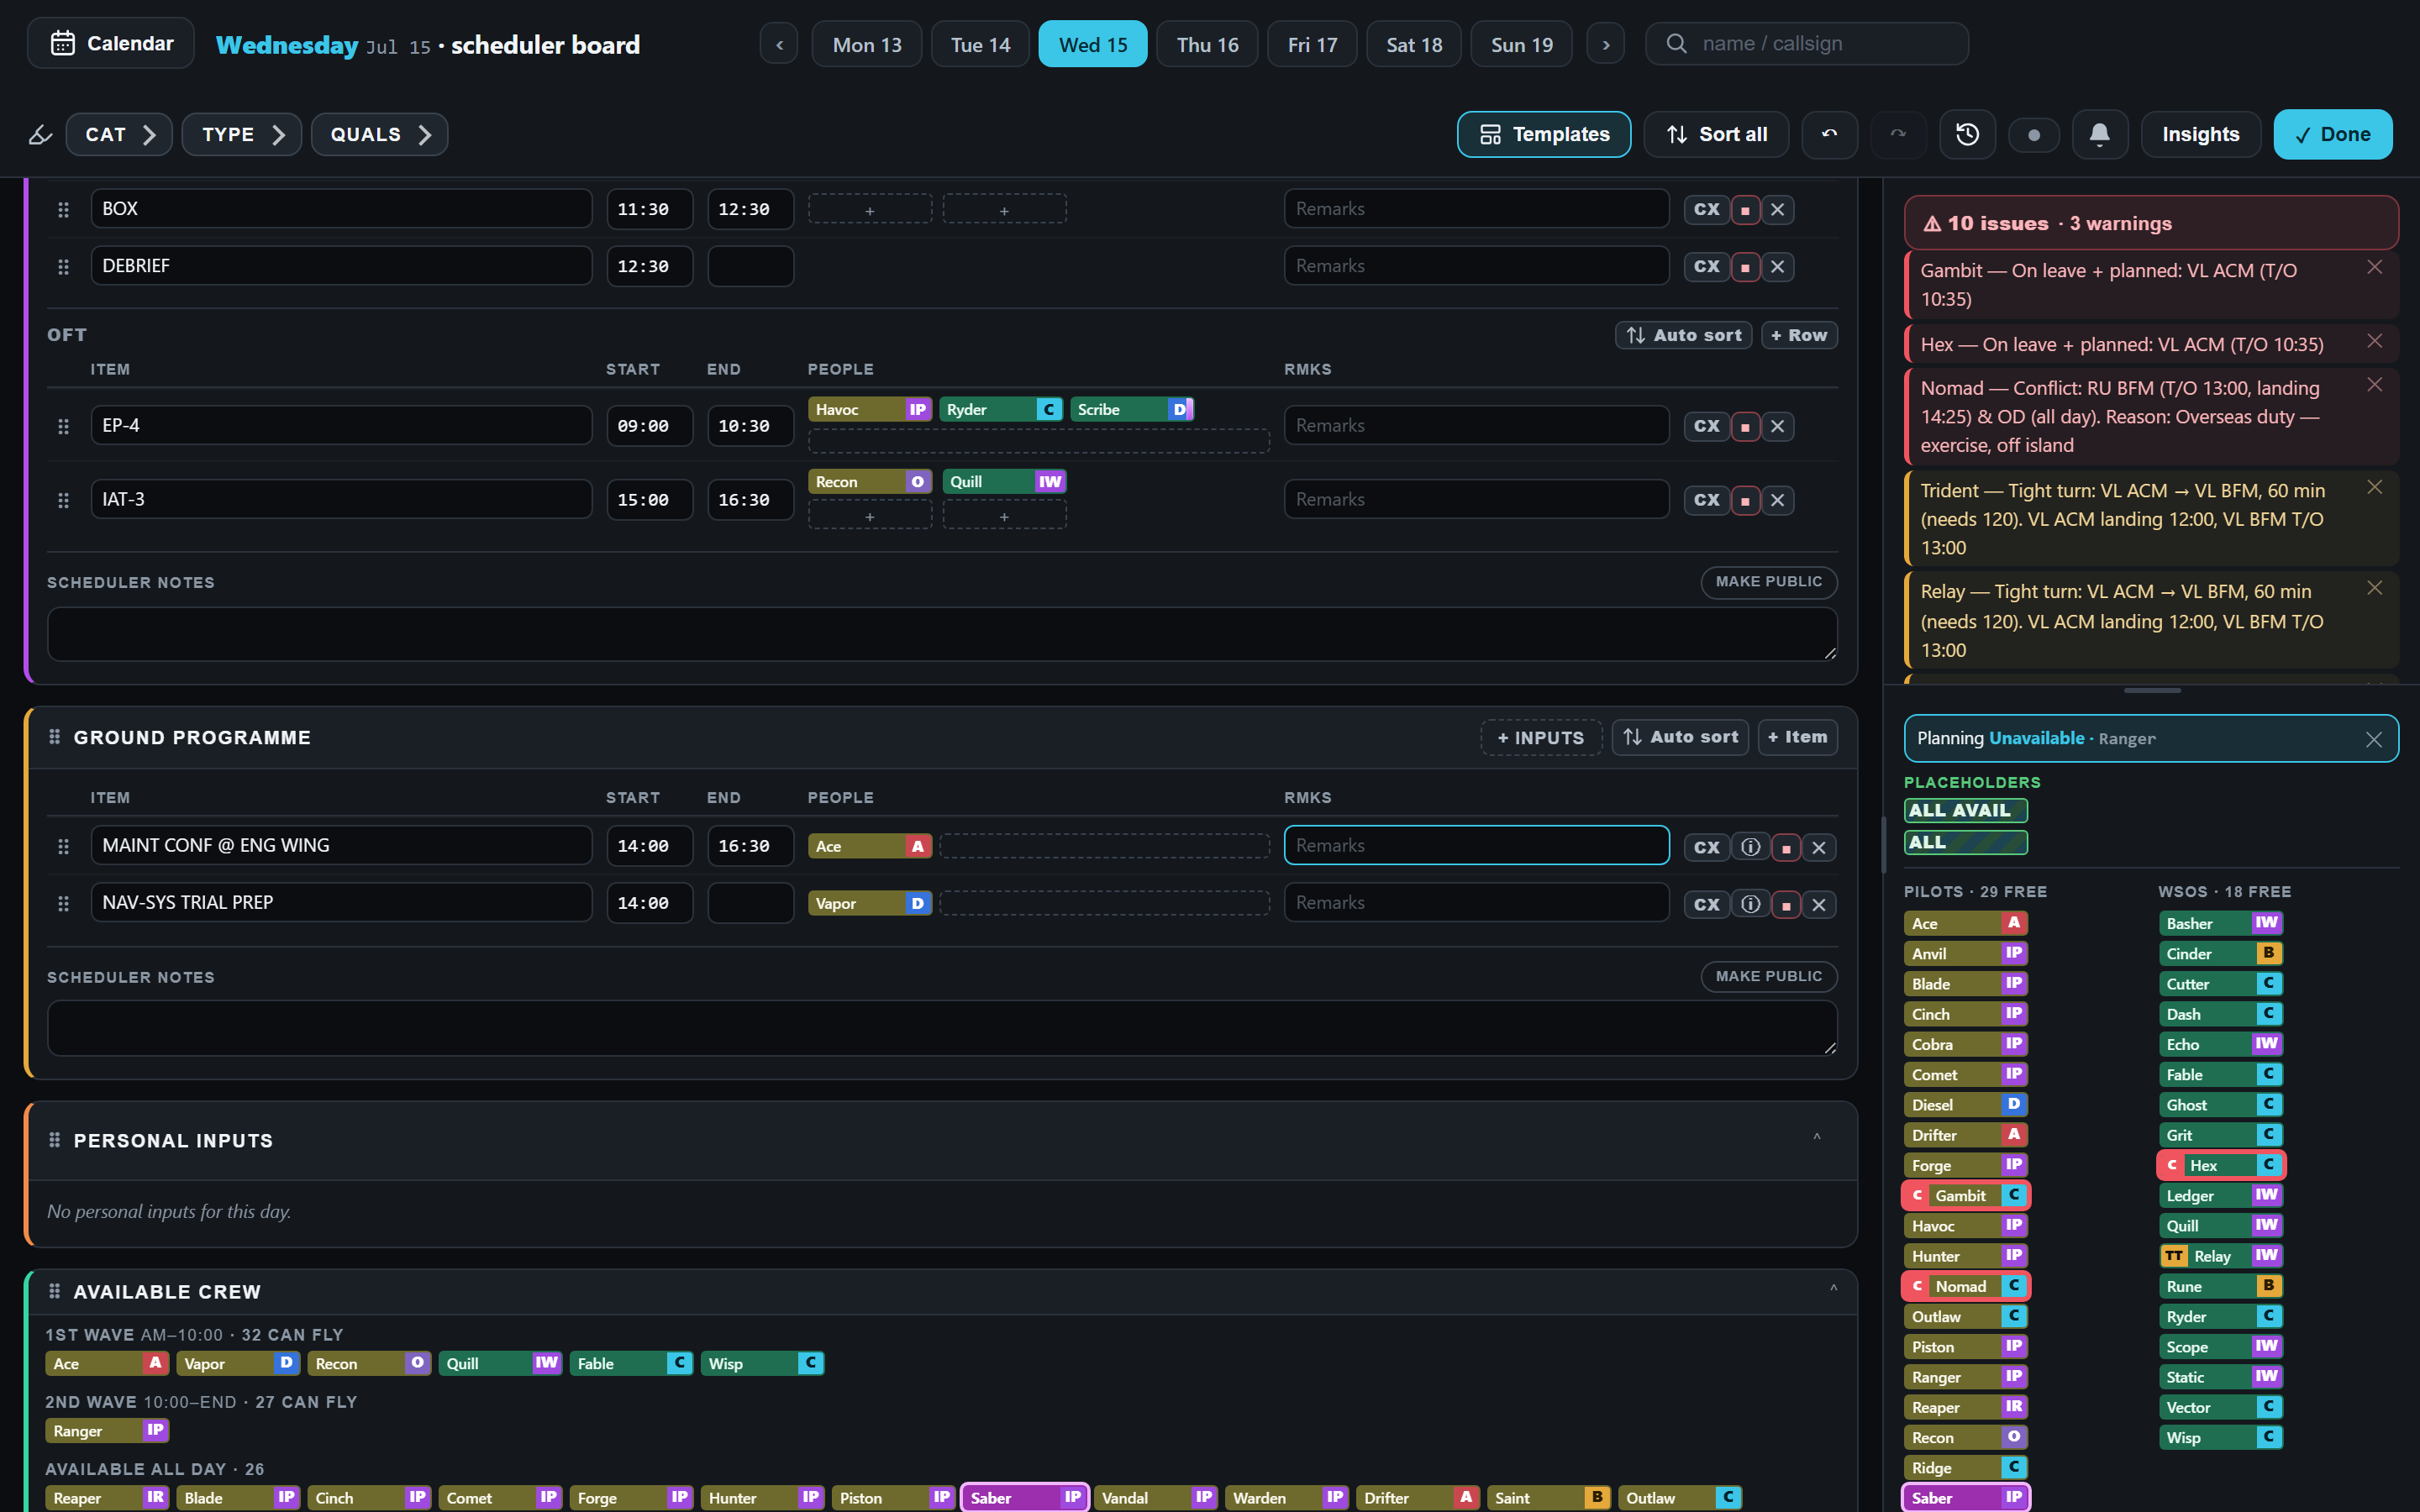 Calendar Wednesday Jul 15 · scheduler board ‹ Mon 13 Tue 14 Wed 15 Thu 16 Fri 17 Sat 18 Sun 19 › name / callsign
CAT TYPE QUALS Templates Sort all Insights ✓ Done
BOX 11:30 12:30 + + Remarks CX
DEBRIEF 12:30 Remarks CX
OFT Auto sort + Row
ITEM START END PEOPLE RMKS
EP-4 09:00 10:30 Havoc IP Ryder C Scribe D Remarks CX
IAT-3 15:00 16:30 Recon O Quill IW Remarks CX
+ +
SCHEDULER NOTES MAKE PUBLIC
GROUND PROGRAMME + INPUTS Auto sort + Item
ITEM START END PEOPLE RMKS
MAINT CONF @ ENG WING 14:00 16:30 Ace A Remarks CX
NAV-SYS TRIAL PREP 14:00 Vapor D Remarks CX
SCHEDULER NOTES MAKE PUBLIC
PERSONAL INPUTS
No personal inputs for this day.
AVAILABLE CREW
1ST WAVE AM–10:00 · 32 CAN FLY
Ace A Vapor D Recon O Quill IW Fable C Wisp C
2ND WAVE 10:00–END · 27 CAN FLY
Ranger IP
AVAILABLE ALL DAY · 26
Reaper IR Blade IP Cinch IP Comet IP Forge IP Hunter IP Piston IP Saber IP Vandal IP Warden IP Drifter A Saint B Outlaw C
⚠ 10 issues · 3 warnings
Gambit — On leave + planned: VL ACM (T/O
10:35)
Hex — On leave + planned: VL ACM (T/O 10:35)
Nomad — Conflict: RU BFM (T/O 13:00, landing
14:25) & OD (all day). Reason: Overseas duty —
exercise, off island
Trident — Tight turn: VL ACM → VL BFM, 60 min
(needs 120). VL ACM landing 12:00, VL BFM T/O
13:00
Relay — Tight turn: VL ACM → VL BFM, 60 min
(needs 120). VL ACM landing 12:00, VL BFM T/O
13:00
Planning Unavailable · Ranger
PLACEHOLDERS
ALL AVAIL
ALL
PILOTS · 29 FREE
Ace A
Anvil IP
Blade IP
Cinch IP
Cobra IP
Comet IP
Diesel D
Drifter A
Forge IP
C Gambit C
Havoc IP
Hunter IP
C Nomad C
Outlaw C
Piston IP
Ranger IP
Reaper IR
Recon O
Ridge C
Saber IP
WSOS · 18 FREE
Basher IW
Cinder B
Cutter C
Dash C
Echo IW
Fable C
Ghost C
Grit C
C Hex C
Ledger IW
Quill IW
TT Relay IW
Rune B
Ryder C
Scope IW
Static IW
Vector C
Wisp C